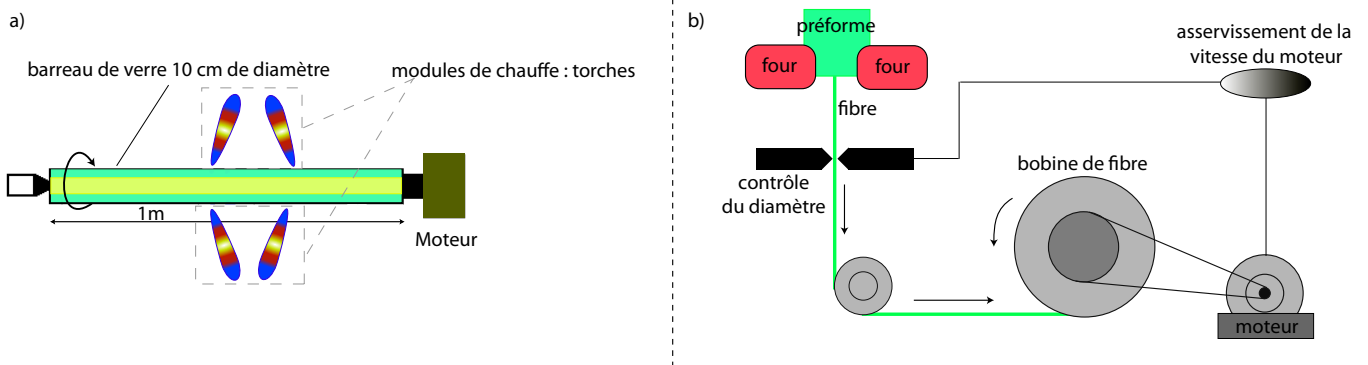 a)
barreau de verre 10 cm de diamètre
modules de chauffe : torches
1m
Moteur
b)
préforme
four
four
fibre
contrôle
du diamètre
bobine de fibre
asservissement de la
vitesse du moteur
moteur